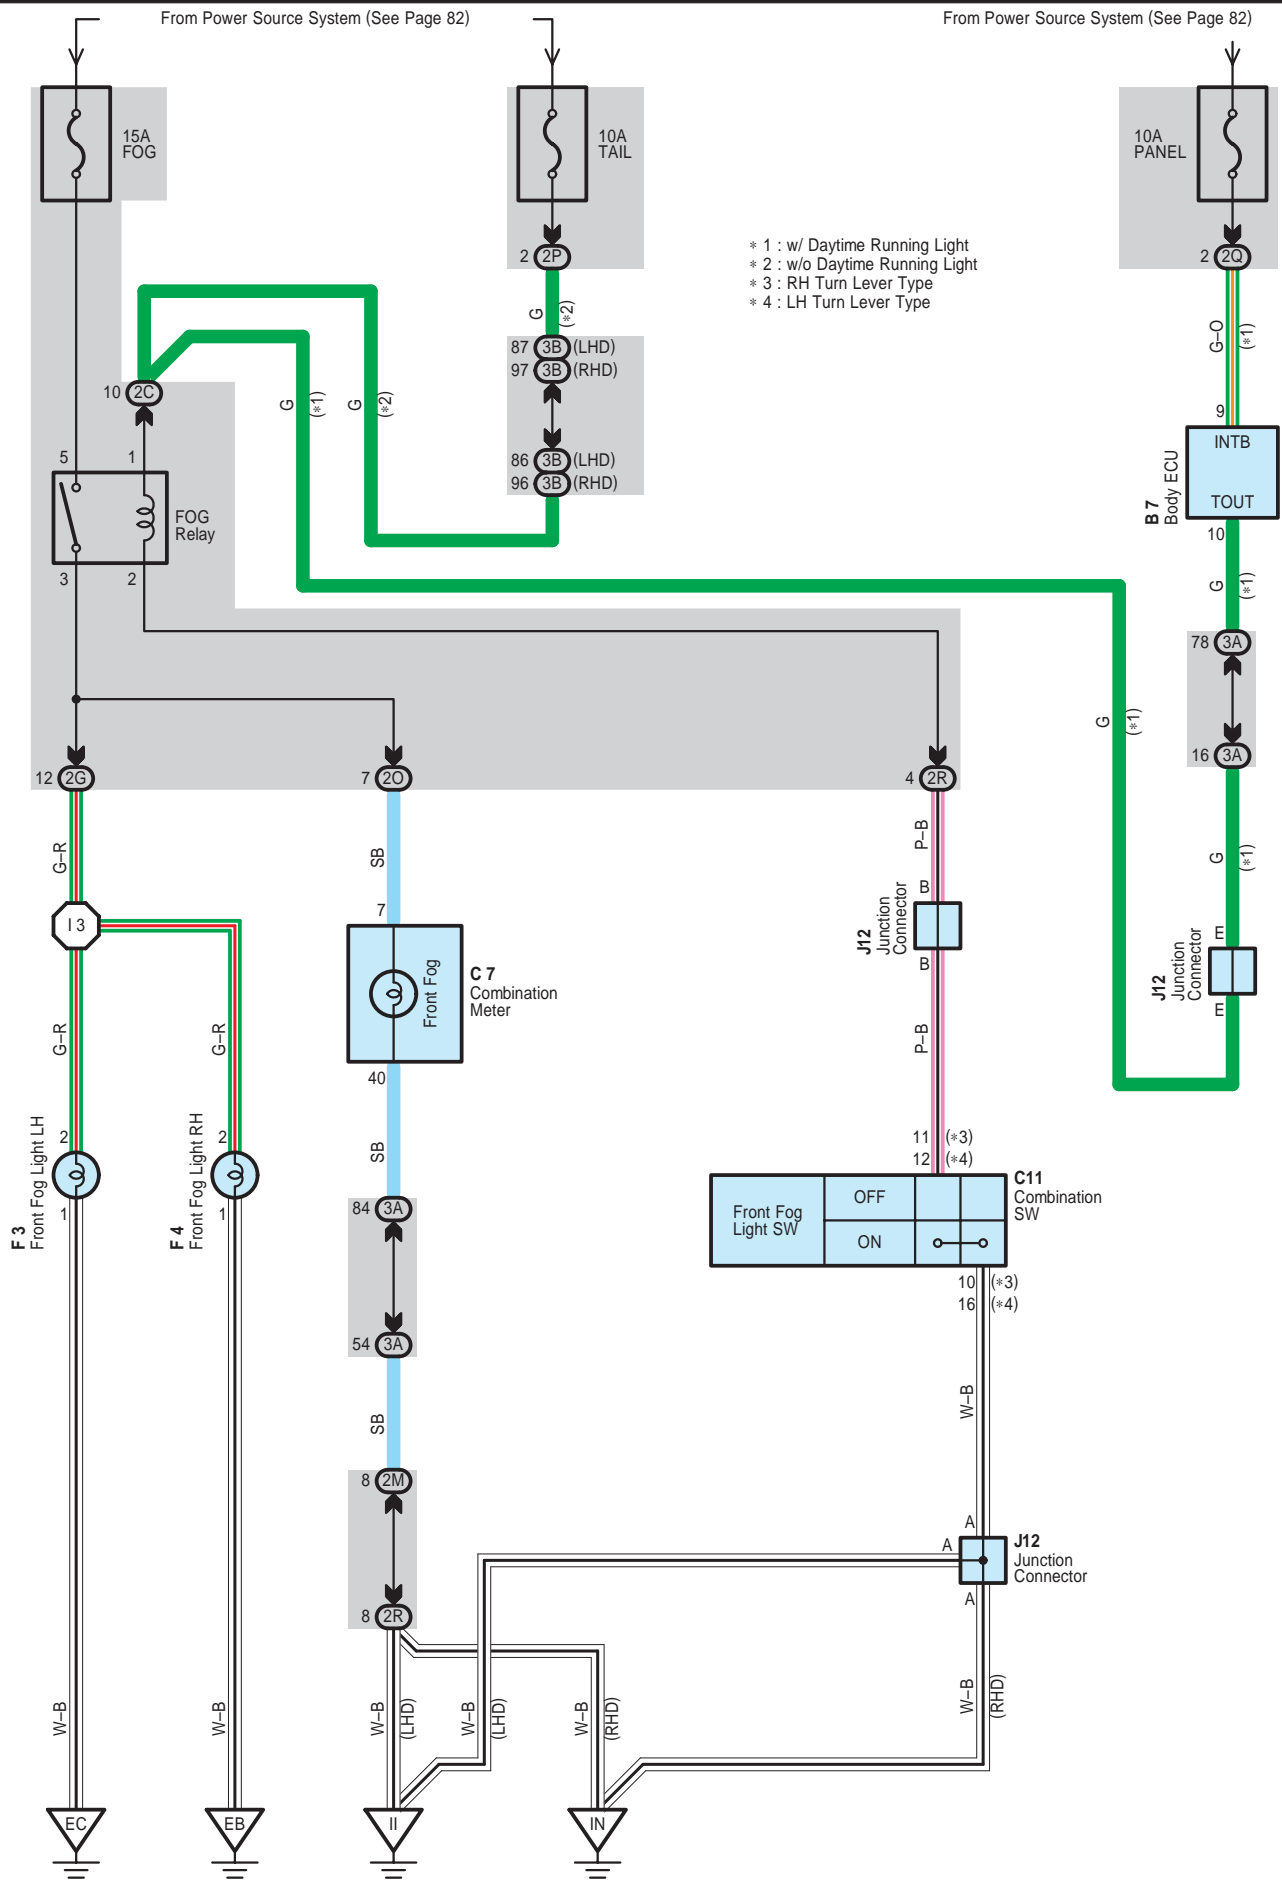 From Power Source System (See Page 82)
From Power Source System (See Page 82)
15A
FOG
10A
TAIL
10A
PANEL
2 2P
2 2Q
* 1 : w/ Daytime Running Light
* 2 : w/o Daytime Running Light
* 3 : RH Turn Lever Type
* 4 : LH Turn Lever Type
G
(*2)
G–O
(*1)
87 3B (LHD)
97 3B (RHD)
10 2C
G
(*1)
G
(*2)
9
INTB
TOUT
B 7
Body ECU
10
86 3B (LHD)
96 3B (RHD)
5
1
FOG
Relay
3
2
G
(*1)
78 3A
G
(*1)
16 3A
12 2G
7 2O
4 2R
G–R
SB
P–B
G
(*1)
B
J12
Junction
Connector
B
I 3
7
Front Fog
C 7
Combination
Meter
40
E
J12
Junction
Connector
E
G–R
G–R
P–B
SB
2
F 3
Front Fog Light LH
1
2
F 4
Front Fog Light RH
1
11 (*3)
12 (*4)
C11
Combination
SW
Front Fog
Light SW
OFF
ON
10 (*3)
16 (*4)
84 3A
54 3A
SB
W–B
8 2M
8 2R
A
A
J12
Junction
Connector
A
W–B
W–B
W–B
(LHD)
W–B
(LHD)
W–B
(RHD)
W–B
(RHD)
EC
EB
II
IN